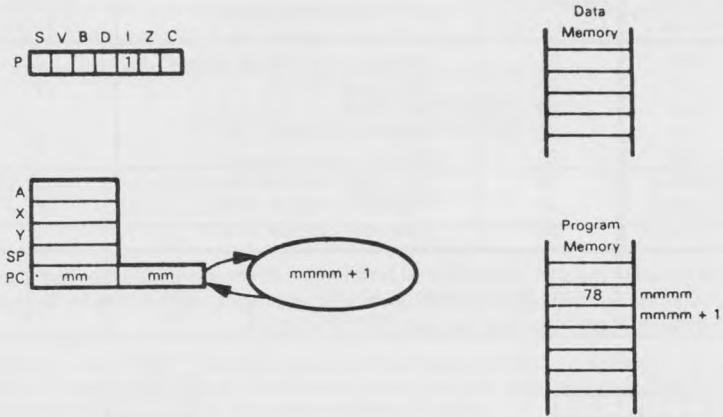 S V B D I Z C
P 1
Data
Memory
A
X
Y
SP
PC mm mm
mmmm + 1
Program
Memory
78 mmmm
mmmm + 1